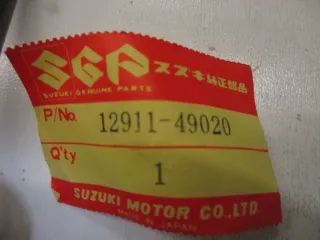 SGP スズキ純正部品
SUZUKI GENUINE PARTS
P/No. 12911-49020
Q'ty 1
SUZUKI MOTOR CO.,LTD.
MADE IN JAPAN